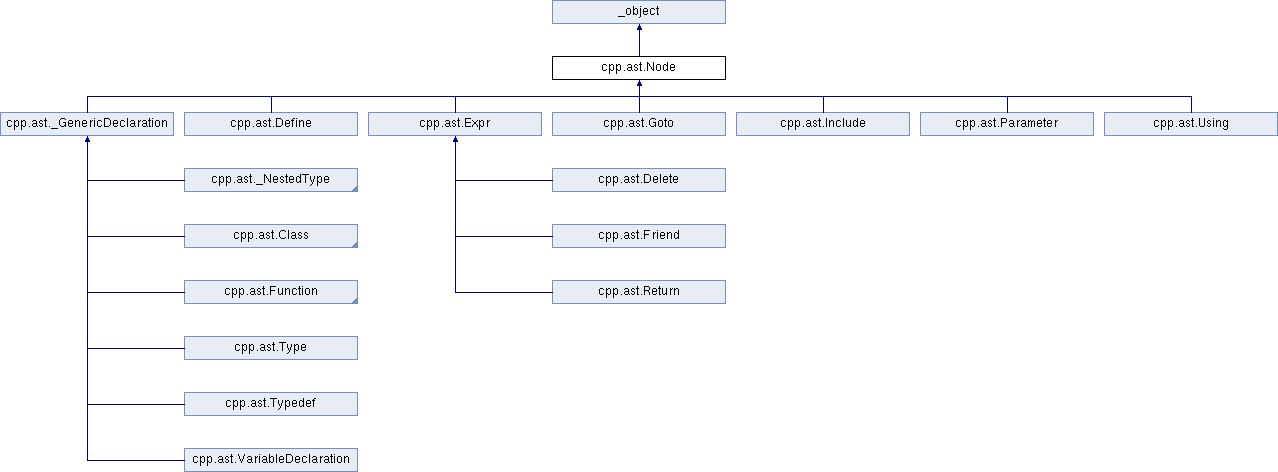 _object
cpp.ast.Node
cpp.ast._GenericDeclaration
cpp.ast.Define
cpp.ast.Expr
cpp.ast.Goto
cpp.ast.Include
cpp.ast.Parameter
cpp.ast.Using
cpp.ast._NestedType
cpp.ast.Delete
cpp.ast.Class
cpp.ast.Friend
cpp.ast.Function
cpp.ast.Return
cpp.ast.Type
cpp.ast.Typedef
cpp.ast.VariableDeclaration